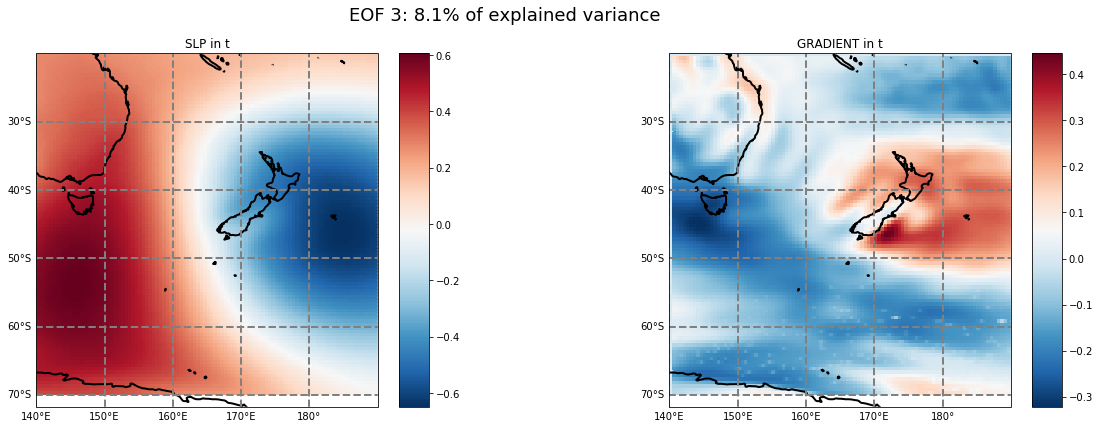 EOF 3: 8.1% of explained variance
SLP in t
30°S
40°S
50°S
60°S
70°S
140°E 150°E 160°E 170°E 180°
0.6
0.4
0.2
0.0
−0.2
−0.4
−0.6
GRADIENT in t
30°S
40°S
50°S
60°S
70°S
140°E 150°E 160°E 170°E 180°
0.4
0.3
0.2
0.1
0.0
−0.1
−0.2
−0.3